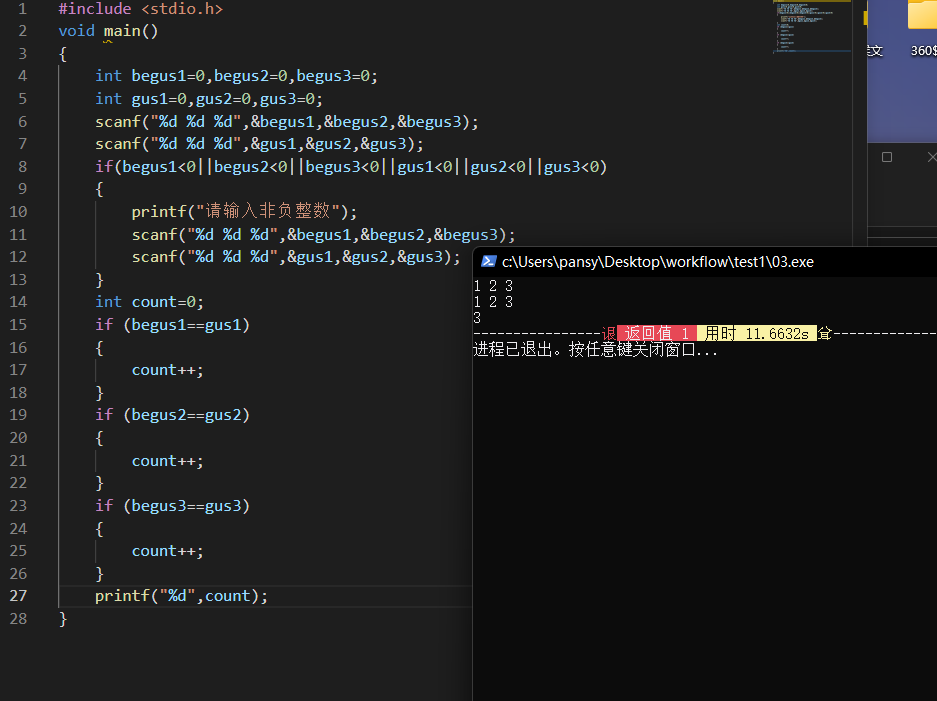 1 #include <stdio.h>
2 void main()
3 {
4 int begus1=0,begus2=0,begus3=0;
5 int gus1=0,gus2=0,gus3=0;
6 scanf("%d %d %d",&begus1,&begus2,&begus3);
7 scanf("%d %d %d",&gus1,&gus2,&gus3);
8 if(begus1<0||begus2<0||begus3<0||gus1<0||gus2<0||gus3<0)
9 {
10 printf("请输入非负整数");
11 scanf("%d %d %d",&begus1,&begus2,&begus3);
12 scanf("%d %d %d",&gus1,&gus2,&gus3);
13 }
14 int count=0;
15 if (begus1==gus1)
16 {
17 count++;
18 }
19 if (begus2==gus2)
20 {
21 count++;
22 }
23 if (begus3==gus3)
24 {
25 count++;
26 }
27 printf("%d",count);
28 }
文 360
c:\Users\pansy\Desktop\workflow\test1\03.exe
1 2 3
1 2 3
3
---------------- 返回值 1 用时 11.6632s -------------
进程已退出。按任意键关闭窗口...